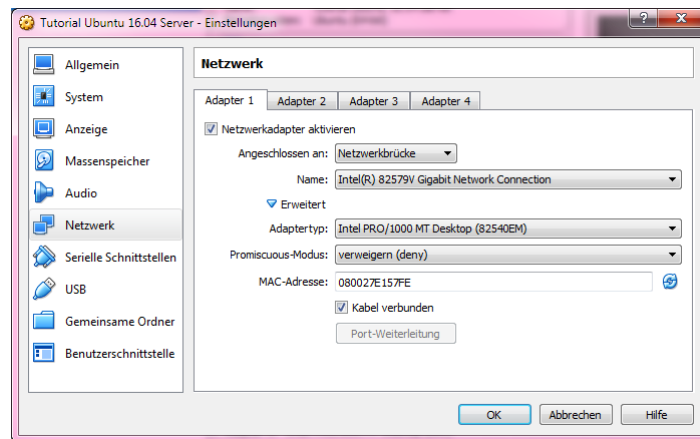 Tutorial Ubuntu 16.04 Server - Einstellungen
Allgemein
System
Anzeige
Massenspeicher
Audio
Netzwerk
Serielle Schnittstellen
USB
Gemeinsame Ordner
Benutzerschnittstelle
Netzwerk
Adapter 1 Adapter 2 Adapter 3 Adapter 4
Netzwerkadapter aktivieren
Angeschlossen an: Netzwerkbrücke
Name: Intel(R) 82579V Gigabit Network Connection
Erweitert
Adaptertyp: Intel PRO/1000 MT Desktop (82540EM)
Promiscuous-Modus: verweigern (deny)
MAC-Adresse: 080027E157FE
Kabel verbunden
Port-Weiterleitung
OK Abbrechen Hilfe